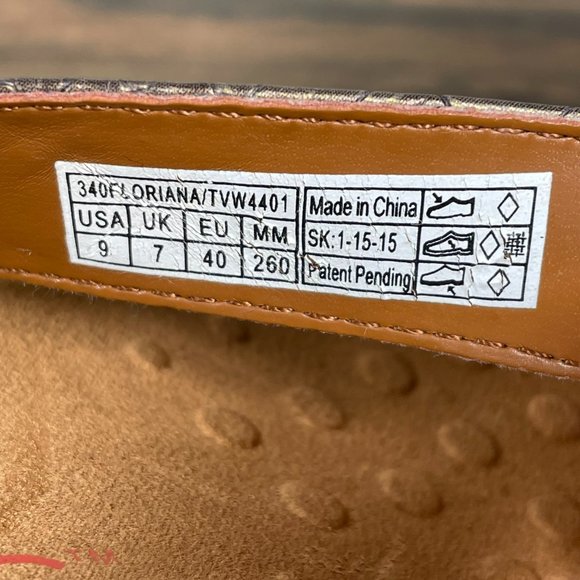 340FLORIANA/TVW4401
USA UK EU MM
9 7 40 260
Made in China
SK:1-15-15
Patent Pending